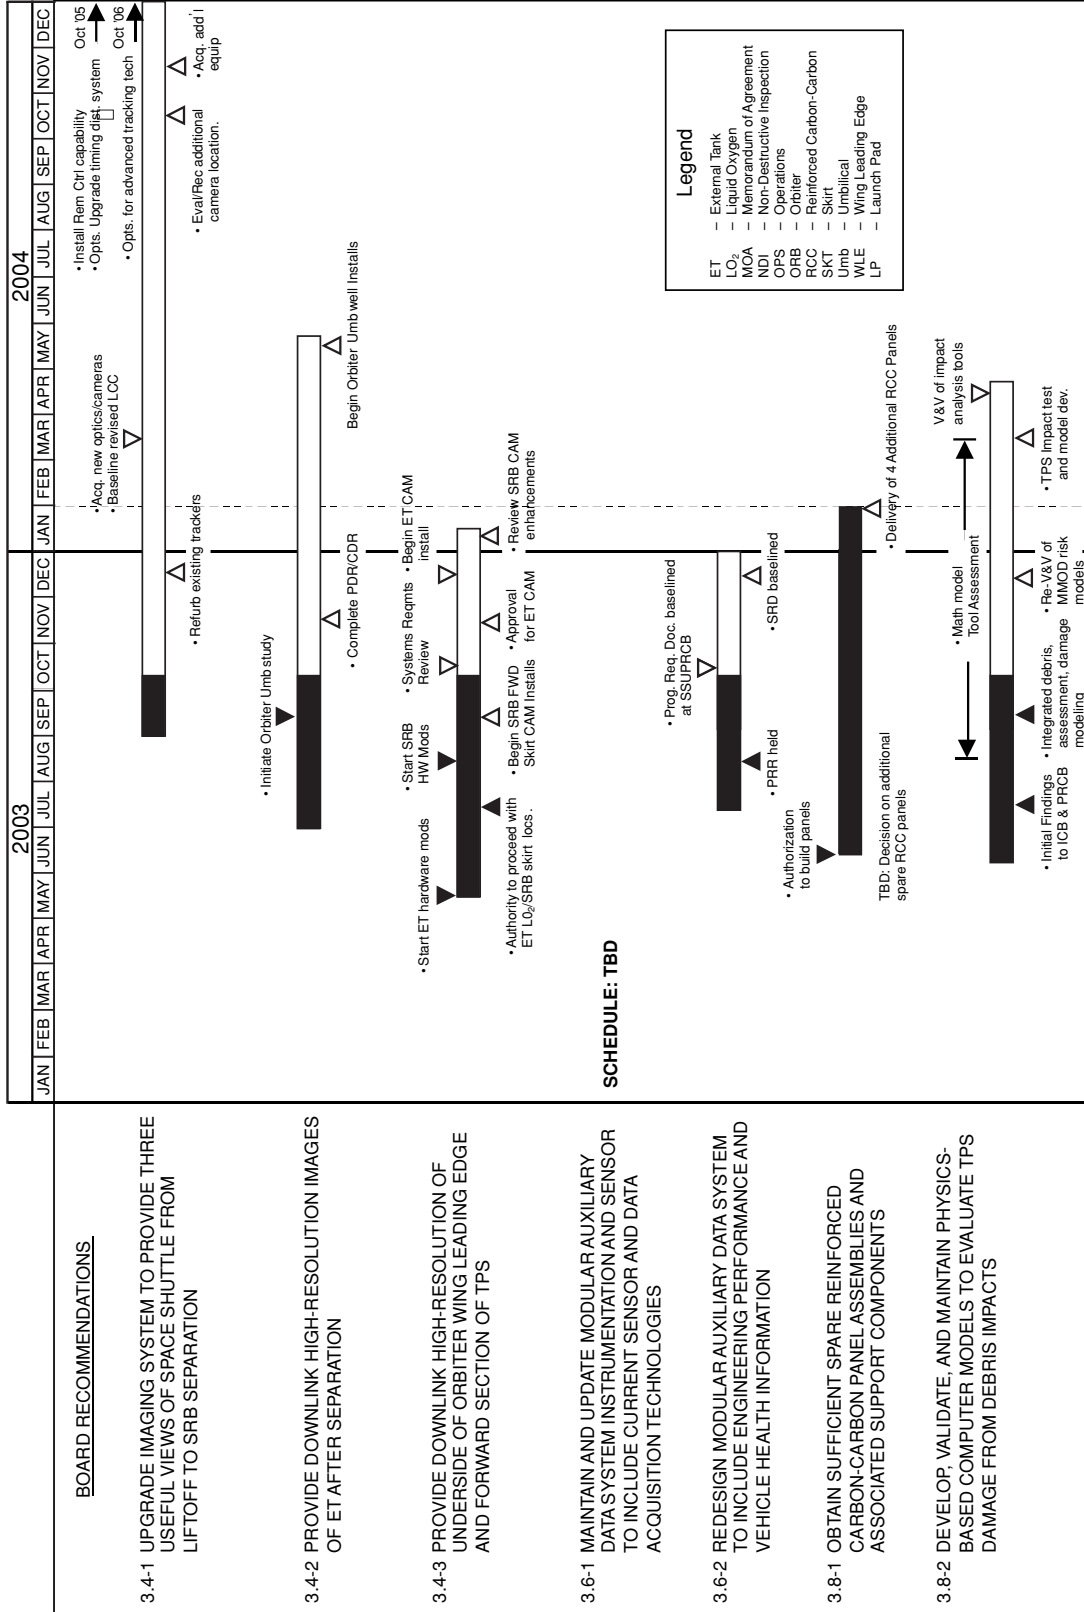 2003
2004
JAN FEB MAR APR MAY JUN JUL AUG SEP OCT NOV DEC JAN FEB MAR APR MAY JUN JUL AUG SEP OCT NOV DEC
BOARD RECOMMENDATIONS
3.4-1 UPGRADE IMAGING SYSTEM TO PROVIDE THREE
USEFUL VIEWS OF SPACE SHUTTLE FROM
LIFTOFF TO SRB SEPARATION
• Acq. new optics/cameras
• Baseline revised LCC
• Install Rem Ctrl capability
• Opts. Upgrade timing dist. system
Oct '05
• Opts. for advanced tracking tech
Oct '06
• Refurb existing trackers
• Eval/Rec additional
camera location.
• Acq. add'l
equip
3.4-2 PROVIDE DOWNLINK HIGH-RESOLUTION IMAGES
OF ET AFTER SEPARATION
• Initiate Orbiter Umb study
• Complete PDR/CDR
Begin Orbiter Umb well Installs
3.4-3 PROVIDE DOWNLINK HIGH-RESOLUTION OF
UNDERSIDE OF ORBITER WING LEADING EDGE
AND FORWARD SECTION OF TPS
• Start ET hardware mods
• Start SRB
HW Mods
• Systems Reqmts
Review
• Begin ET CAM
install
• Authority to proceed with
ET L0₂/SRB skirt locs.
• Begin SRB FWD
Skirt CAM Installs
• Approval
for ET CAM
• Review SRB CAM
enhancements
3.6-1 MAINTAIN AND UPDATE MODULAR AUXILIARY
DATA SYSTEM INSTRUMENTATION AND SENSOR
TO INCLUDE CURRENT SENSOR AND DATA
ACQUISITION TECHNOLOGIES
SCHEDULE: TBD
3.6-2 REDESIGN MODULAR AUXILIARY DATA SYSTEM
TO INCLUDE ENGINEERING PERFORMANCE AND
VEHICLE HEALTH INFORMATION
• Prog. Req. Doc. baselined
at SSUPRCB
• PRR held
• SRD baselined
3.8-1 OBTAIN SUFFICIENT SPARE REINFORCED
CARBON-CARBON PANEL ASSEMBLIES AND
ASSOCIATED SUPPORT COMPONENTS
• Authorization
to build panels
TBD: Decision on additional
spare RCC panels
• Delivery of 4 Additional RCC Panels
3.8-2 DEVELOP, VALIDATE, AND MAINTAIN PHYSICS-
BASED COMPUTER MODELS TO EVALUATE TPS
DAMAGE FROM DEBRIS IMPACTS
• Math model
Tool Assessment
V&V of impact
analysis tools
• Initial Findings
to ICB & PRCB
• Integrated debris,
assessment, damage
modeling
• Re-V&V of
MMOD risk
models
• TPS Impact test
and model dev.
Legend
ET – External Tank
LO₂ – Liquid Oxygen
MOA – Memorandum of Agreement
NDI – Non-Destructive Inspection
OPS – Operations
ORB – Orbiter
RCC – Reinforced Carbon-Carbon
SKT – Skirt
Umb – Umbilical
WLE – Wing Leading Edge
LP – Launch Pad